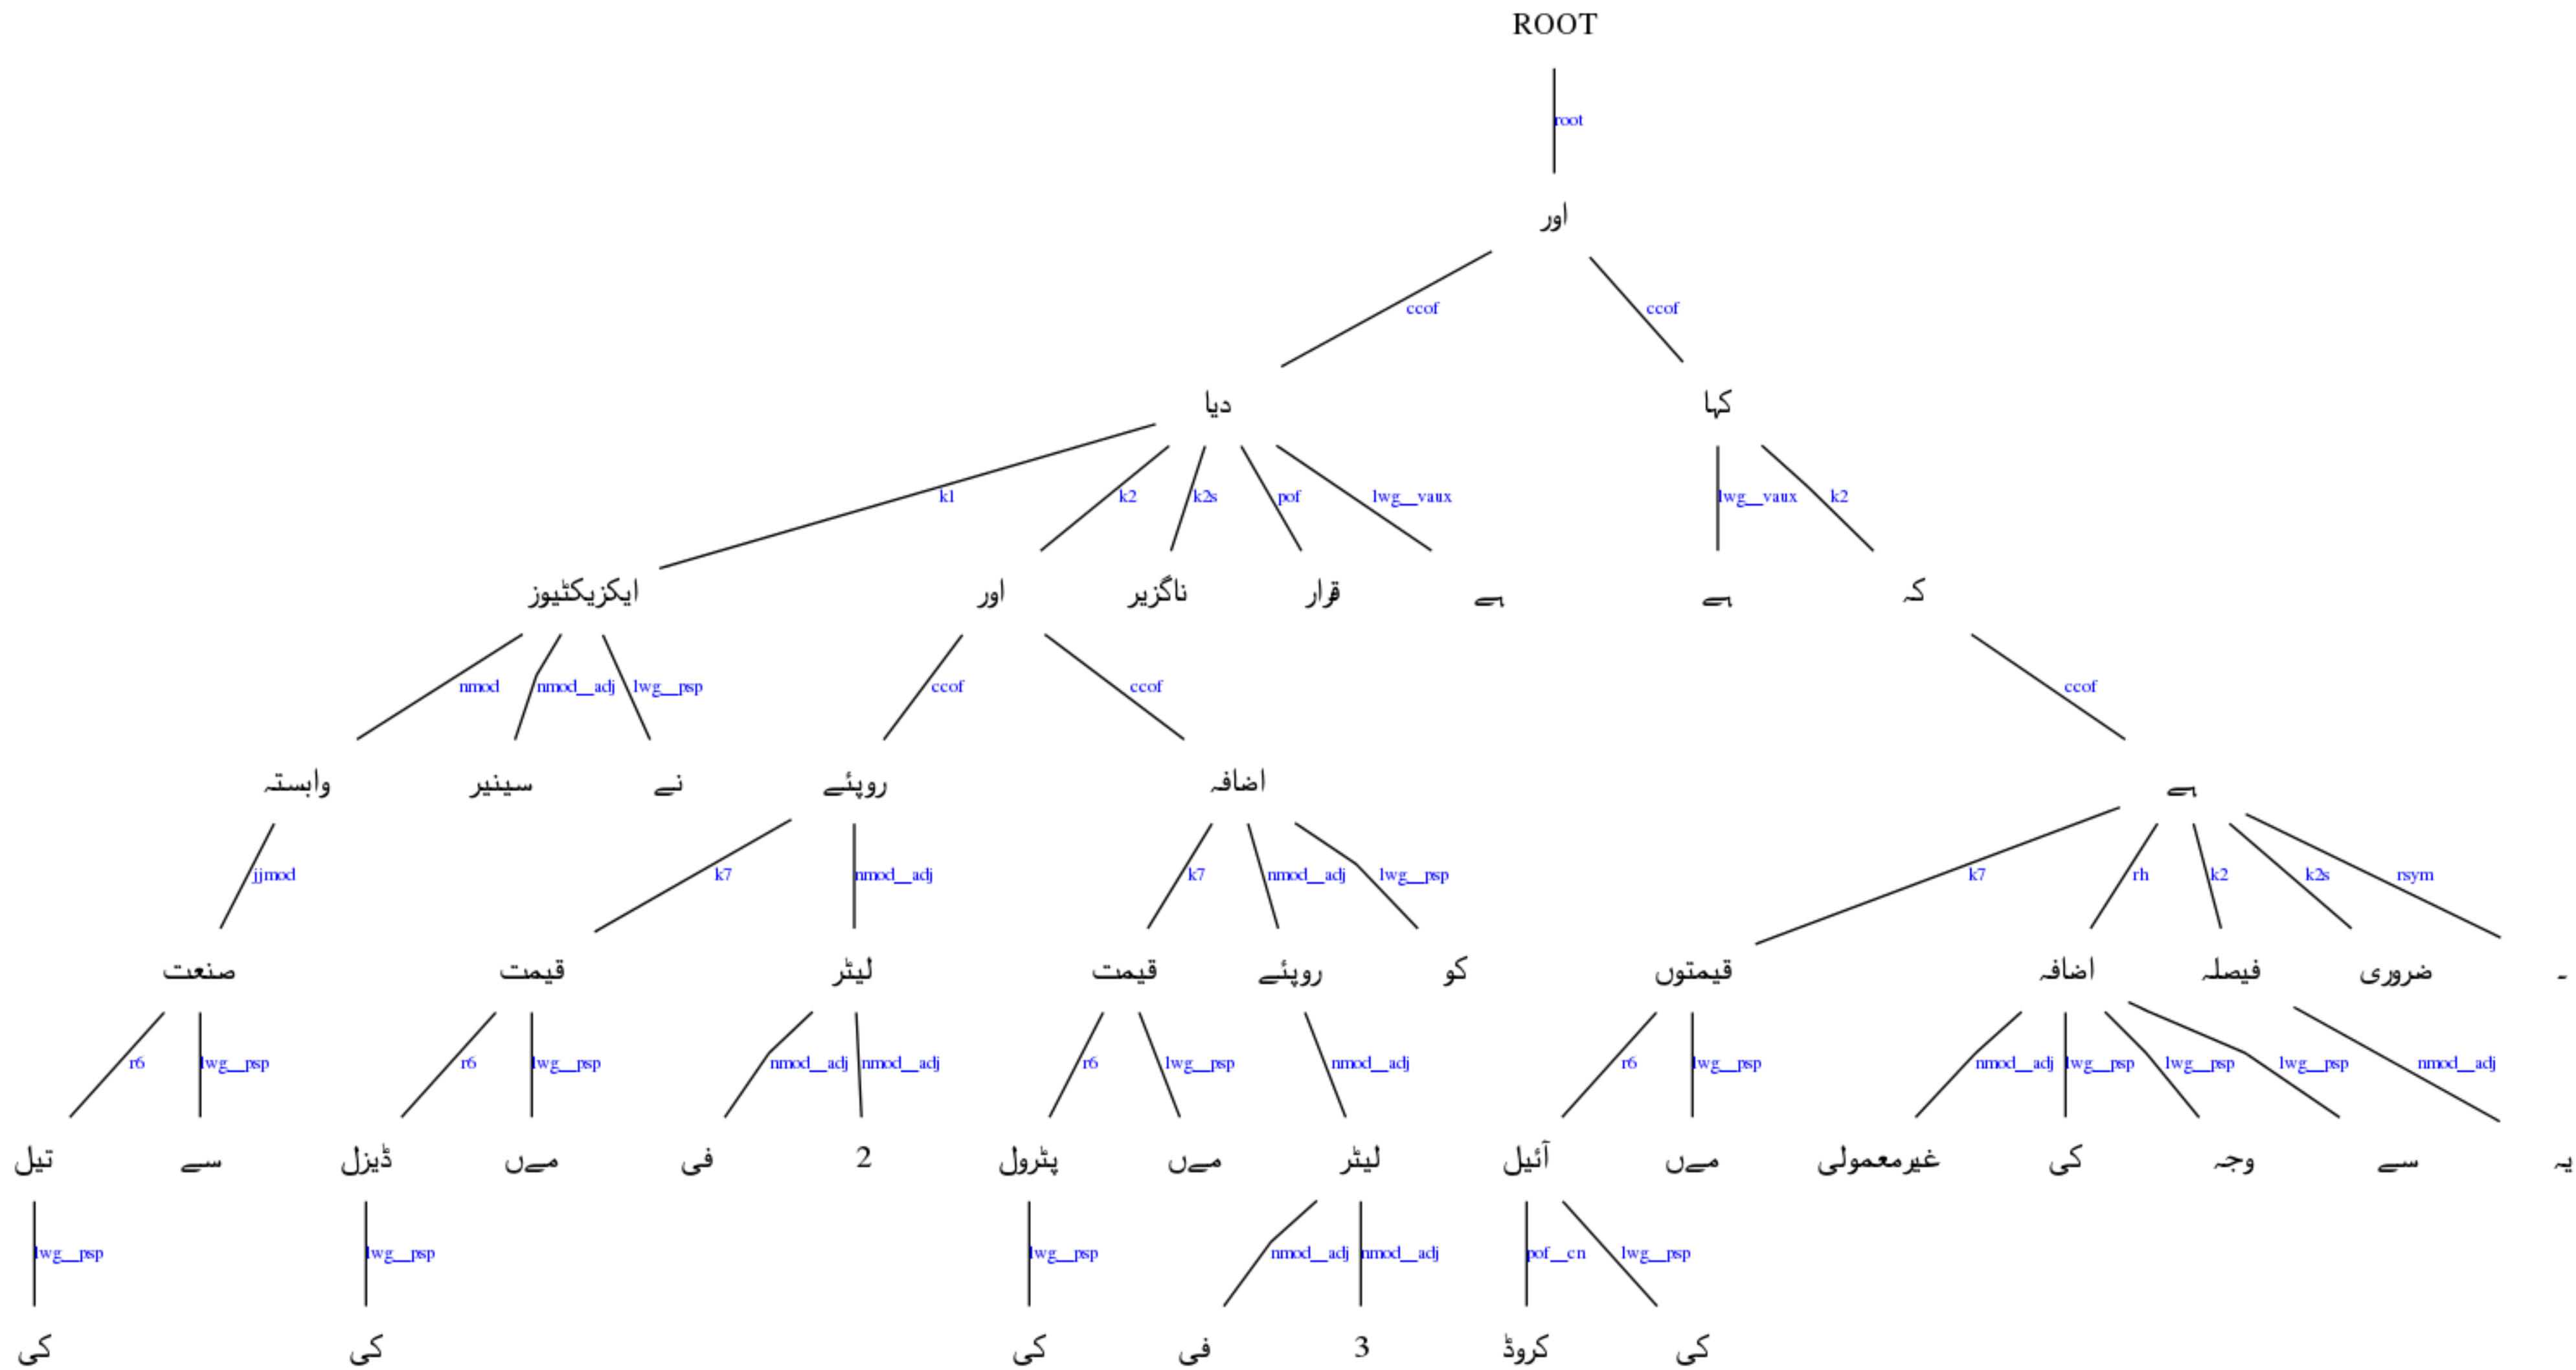 ROOT
root
اور
ccof ccof
دیا کہا
k1 k2 k2s pof lwg__vaux lwg__vaux k2
ایکزیکٹیوز اور ناگزیر قرار ہے ہے کہ
nmod nmod__adj lwg__psp ccof ccof ccof
وابستہ سینیر نے روپئے اضافہ ہے
jjmod k7 nmod__adj k7 nmod__adj lwg__psp k7 rh k2 k2s rsym
صنعت قیمت لیٹر قیمت روپئے کو قیمتوں اضافہ فیصلہ ضروری ۔
r6 lwg__psp r6 lwg__psp nmod__adj nmod__adj r6 lwg__psp nmod__adj r6 lwg__psp nmod__adj lwg__psp lwg__psp lwg__psp nmod__adj
تیل سے ڈیزل مےں فی 2 پٹرول مےں لیٹر آئیل مےں غیرمعمولی کی وجہ سے یہ
lwg__psp lwg__psp lwg__psp nmod__adj nmod__adj pof__cn lwg__psp
کی کی کی فی 3 کروڈ کی